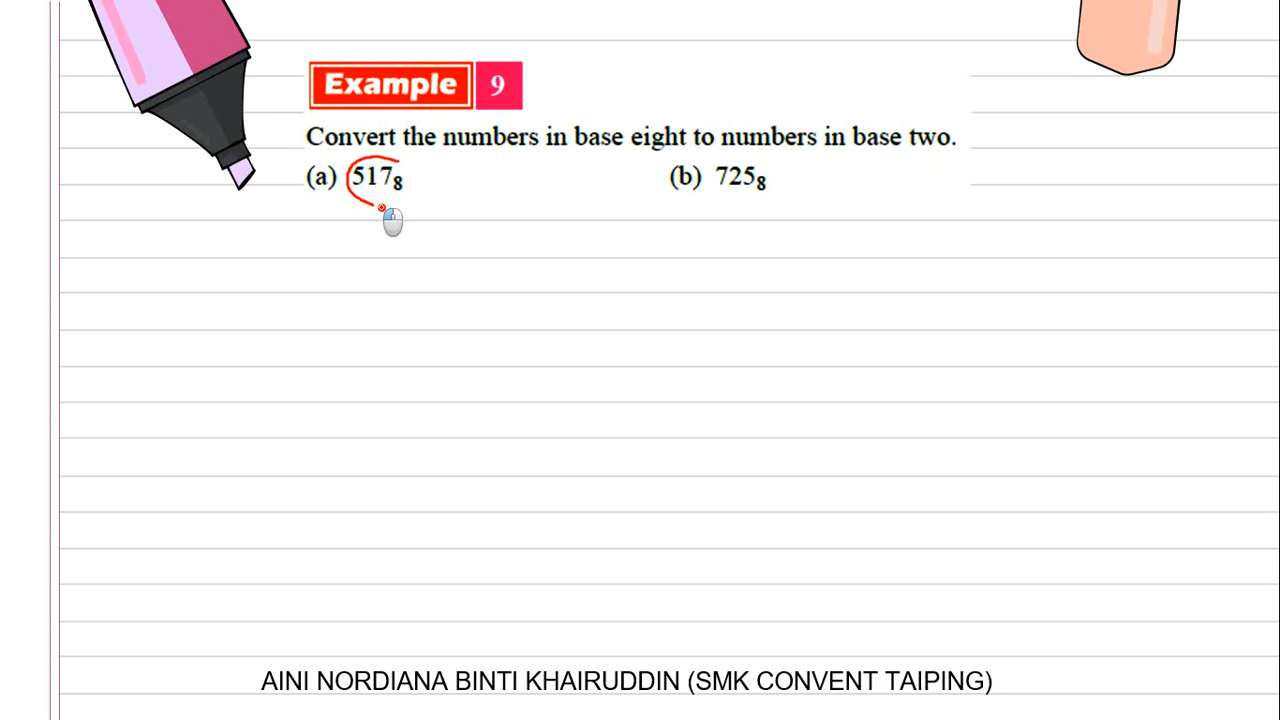 Example 9
Convert the numbers in base eight to numbers in base two.
(a) 517₈ (b) 725₈
AINI NORDIANA BINTI KHAIRUDDIN (SMK CONVENT TAIPING)